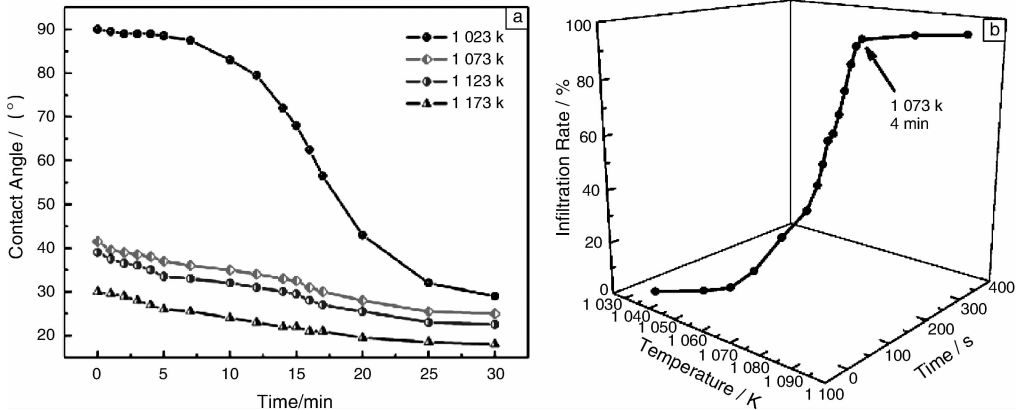 a
90
80
70
60
50
40
30
20
Contact Angle / (°)
1 023 k
1 073 k
1 123 k
1 173 k
0
5
10
15
20
25
30
Time/min
b
100
80
60
40
20
0
Infiltration Rate / %
1 073 k
4 min
1 030
1 040
1 050
1 060
1 070
1 080
1 090
1 100
Temperature / K
0
100
200
300
400
Time / s